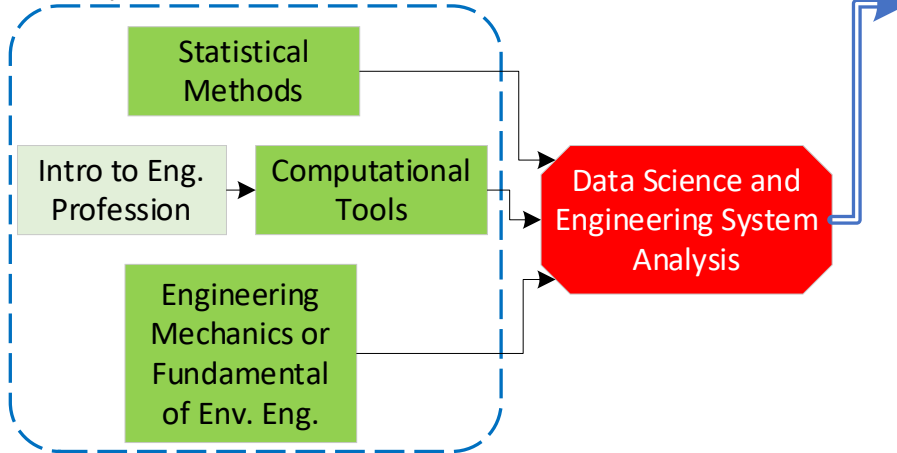 Statistical
Methods
Intro to Eng.
Profession
Computational
Tools
Engineering
Mechanics or
Fundamental
of Env. Eng.
Data Science and
Engineering System
Analysis